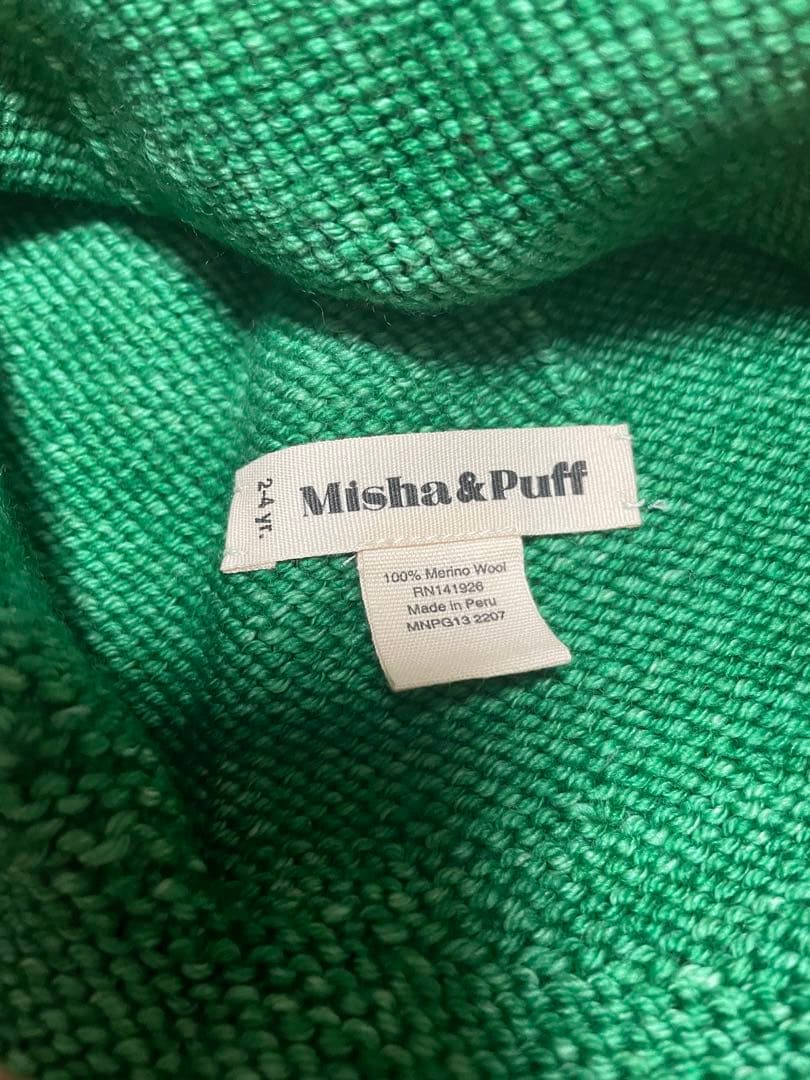 2-4 yr.
Misha&Puff
100% Merino Wool
RN141926
Made in Peru
MNPG13 2207